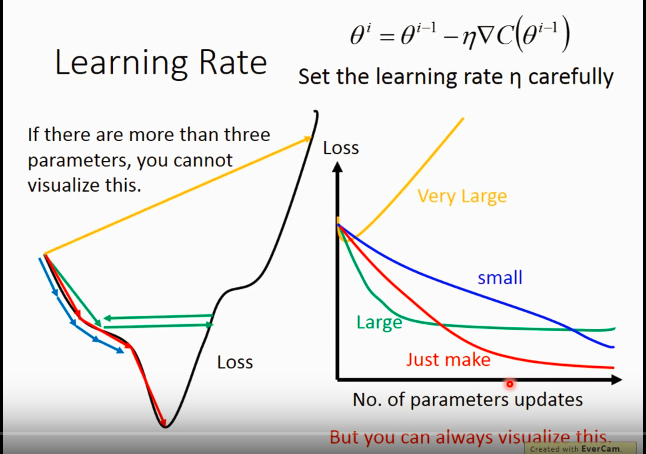 θ^i = θ^{i-1} − η∇C(θ^{i-1})
Learning Rate
Set the learning rate η carefully
If there are more than three
parameters, you cannot
visualize this.
Loss
Loss
Very Large
small
Large
Just make
No. of parameters updates
But you can always visualize this.
Created with EverCam.